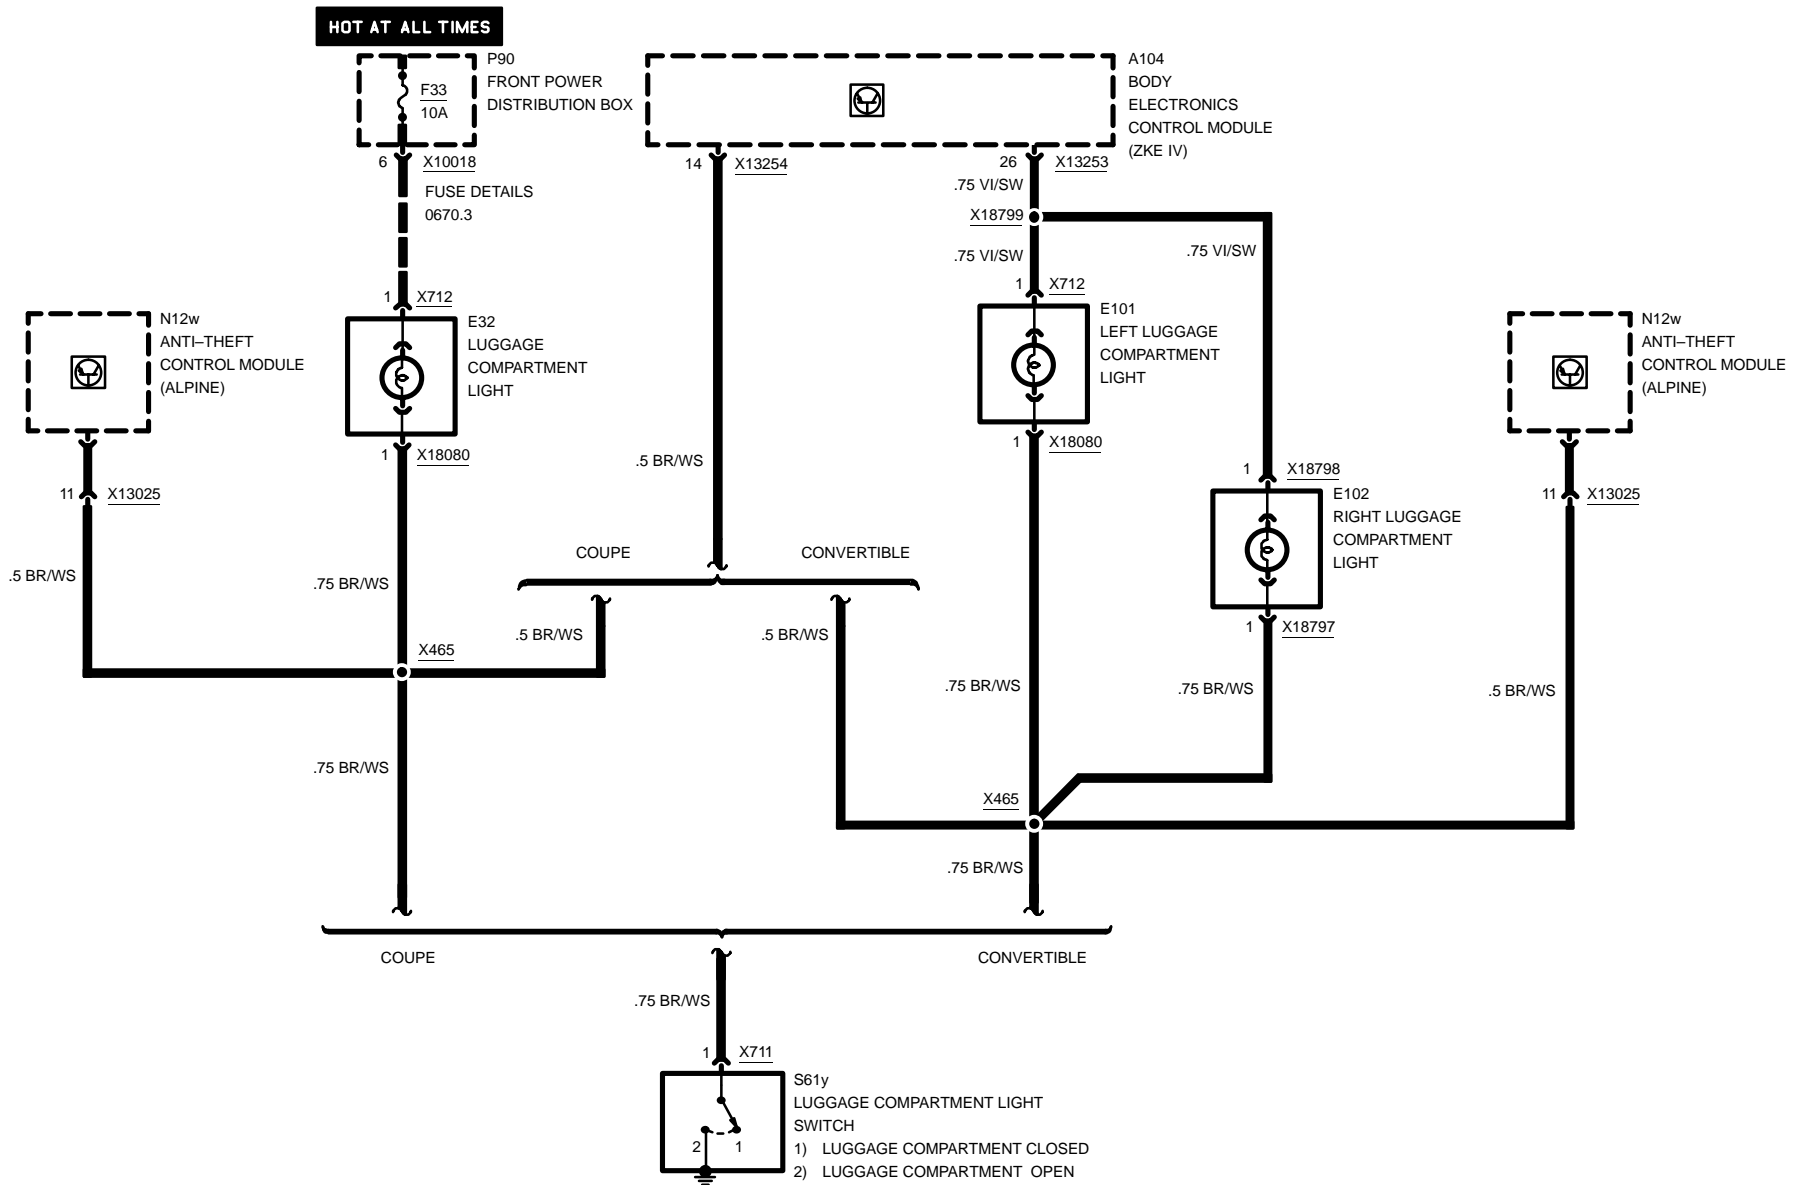 HOT AT ALL TIMES
P90
FRONT POWER
DISTRIBUTION BOX
F33
10A
6
X10018
FUSE DETAILS
0670.3
A104
BODY
ELECTRONICS
CONTROL MODULE
(ZKE IV)
14
X13254
26
X13253
.75 VI/SW
X18799
.75 VI/SW
.75 VI/SW
1
X712
1
X712
N12w
ANTI–THEFT
CONTROL MODULE
(ALPINE)
E32
LUGGAGE
COMPARTMENT
LIGHT
E101
LEFT LUGGAGE
COMPARTMENT
LIGHT
N12w
ANTI–THEFT
CONTROL MODULE
(ALPINE)
1
X18080
1
X18080
11
X13025
.5 BR/WS
1
X18798
E102
RIGHT LUGGAGE
COMPARTMENT
LIGHT
11
X13025
COUPE
CONVERTIBLE
.5 BR/WS
.75 BR/WS
.5 BR/WS
.5 BR/WS
1
X18797
X465
.75 BR/WS
.75 BR/WS
.5 BR/WS
.75 BR/WS
X465
.75 BR/WS
COUPE
CONVERTIBLE
.75 BR/WS
1
X711
S61y
LUGGAGE COMPARTMENT LIGHT
SWITCH
1) LUGGAGE COMPARTMENT CLOSED
2) LUGGAGE COMPARTMENT OPEN
2
1